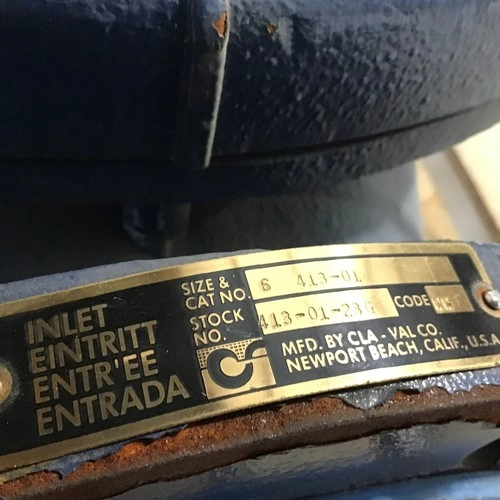 INLET
EINTRITT
ENTR'EE
ENTRADA
SIZE &
CAT NO. 6 413-01
STOCK
NO. 413-01-23G CODE
MFD. BY CLA-VAL CO.
NEWPORT BEACH, CALIF., U.S.A.